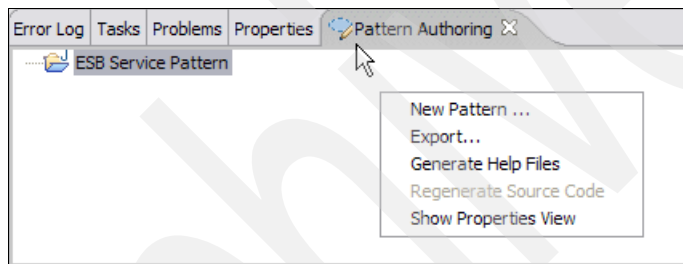 Error Log Tasks Problems Properties Pattern Authoring
ESB Service Pattern
New Pattern ...
Export...
Generate Help Files
Regenerate Source Code
Show Properties View